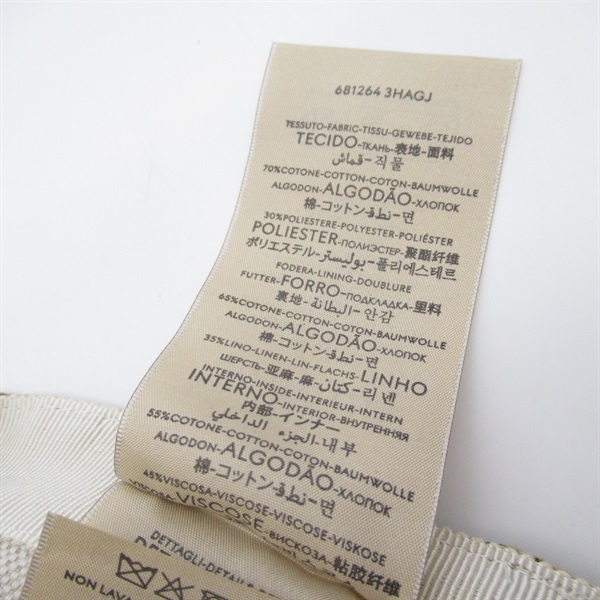 681264 3HAGJ
TESSUTO-FABRIC-TISSU-GEWEBE-TEJIDO
TECIDO-ТКАНЬ-表地-面料
قماش-직물
70%COTONE-COTTON-COTON-BAUMWOLLE
ALGODON-ALGODÃO-ХЛОПОК
棉-コットン-نطق-면
30%POLIESTERE-POLYESTER-POLIÉSTER
POLIESTER-ПОЛИЭСТЕР-聚酯纤维
ポリエステル-بوليستر-폴리에스테르
FODERA-LINING-DOUBLURE
FUTTER-FORRO-ПОДКЛАДКА-里料
裏地-البطانة-안감
65%COTONE-COTTON-COTON-BAUMWOLLE
ALGODON-ALGODÃO-ХЛОПОК
棉-コットン-نطق-면
35%LINO-LINEN-LIN-FLACHS-LINHO
ШЕРСТЬ-亚麻-麻-كتان-리넨
INTERNO-INSIDE-INTERIEUR-INTERN
INTERNO-INTERIOR-ВНУТРЕННЯЯ
内部-インナー
الجزء الداخلي-내부
55%COTONE-COTTON-COTON-BAUMWOLLE
ALGODON-ALGODÃO-ХЛОПОК
棉-コットン-نطق-면
45%VISCOSA-VISCOSE-VISCOSE-VISKOSE
VISCOSE-ВИСКОЗА-粘胶纤维
DETTAGLI-DETAILS
NON LAVA